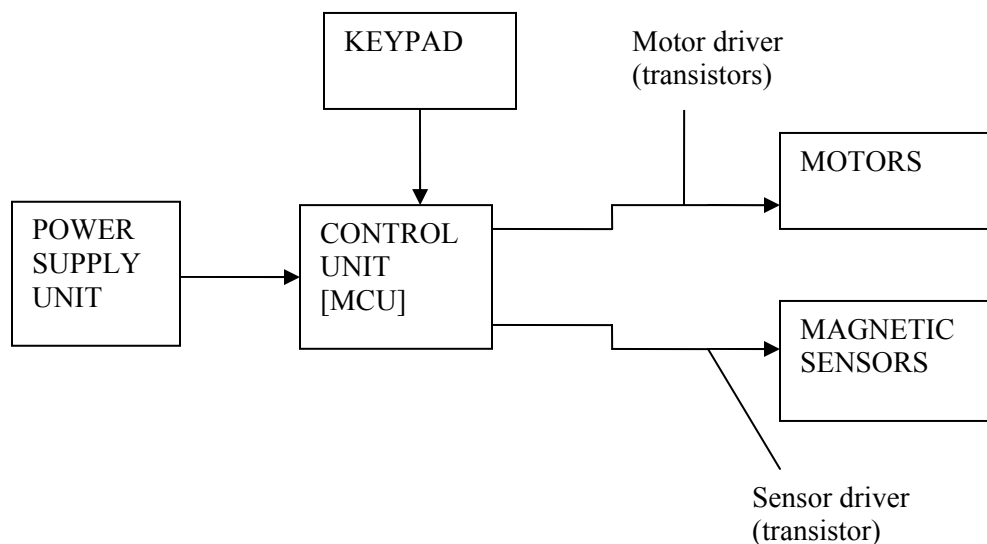 KEYPAD
Motor driver
(transistors)
MOTORS
POWER
SUPPLY
UNIT
CONTROL
UNIT
[MCU]
MAGNETIC
SENSORS
Sensor driver
(transistor)